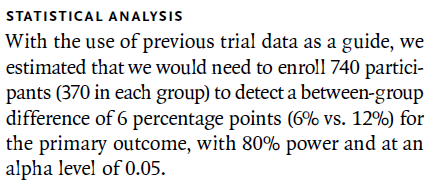 STATISTICAL ANALYSIS
With the use of previous trial data as a guide, we
estimated that we would need to enroll 740 partici-
pants (370 in each group) to detect a between-group
difference of 6 percentage points (6% vs. 12%) for
the primary outcome, with 80% power and at an
alpha level of 0.05.